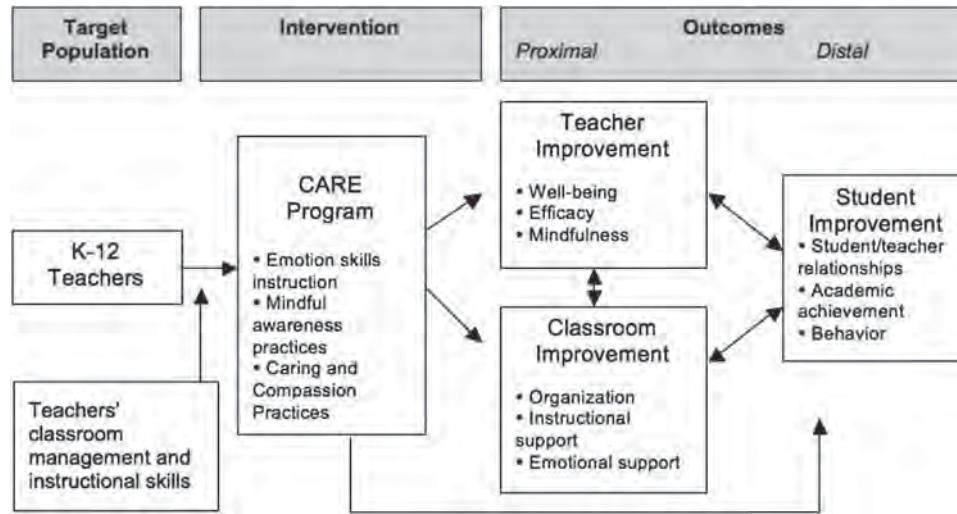 Target
Population
Intervention
Outcomes
Proximal
Distal
K-12
Teachers
Teachers'
classroom
management and
instructional skills
CARE
Program
• Emotion skills
instruction
• Mindful
awareness
practices
• Caring and
Compassion
Practices
Teacher
Improvement
• Well-being
• Efficacy
• Mindfulness
Classroom
Improvement
• Organization
• Instructional
support
• Emotional support
Student
Improvement
• Student/teacher
relationships
• Academic
achievement
• Behavior